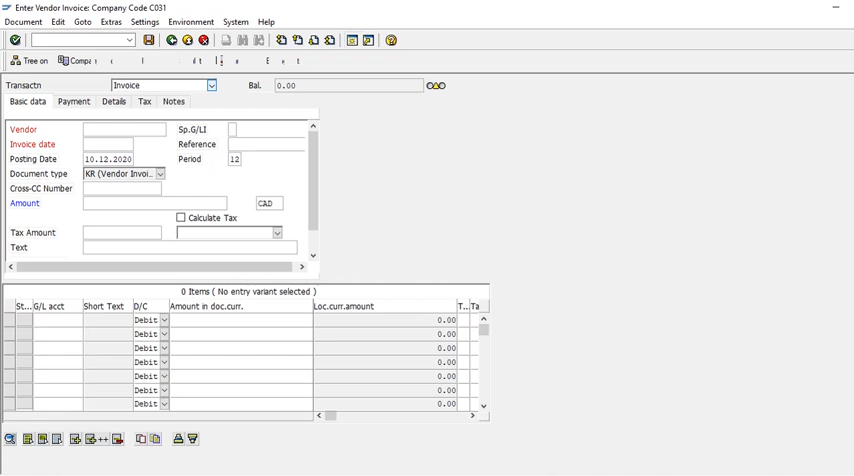 Enter Vendor Invoice: Company Code C031
Document Edit Goto Extras Settings Environment System Help
Tree on Compa
Transactn Invoice Bal. 0.00
Basic data Payment Details Tax Notes
Vendor Sp.G/LI
Invoice date Reference
Posting Date 10.12.2020 Period 12
Document type KR (Vendor Invoi...
Cross-CC Number
Amount CAD
Calculate Tax
Tax Amount
Text
0 Items ( No entry variant selected )
St... G/L acct Short Text D/C Amount in doc.curr. Loc.curr.amount T.. Ta
Debit 0.00
Debit 0.00
Debit 0.00
Debit 0.00
Debit 0.00
Debit 0.00
Debit 0.00